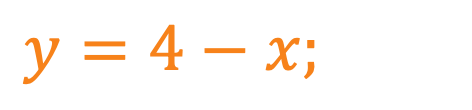 y = 4 − x;